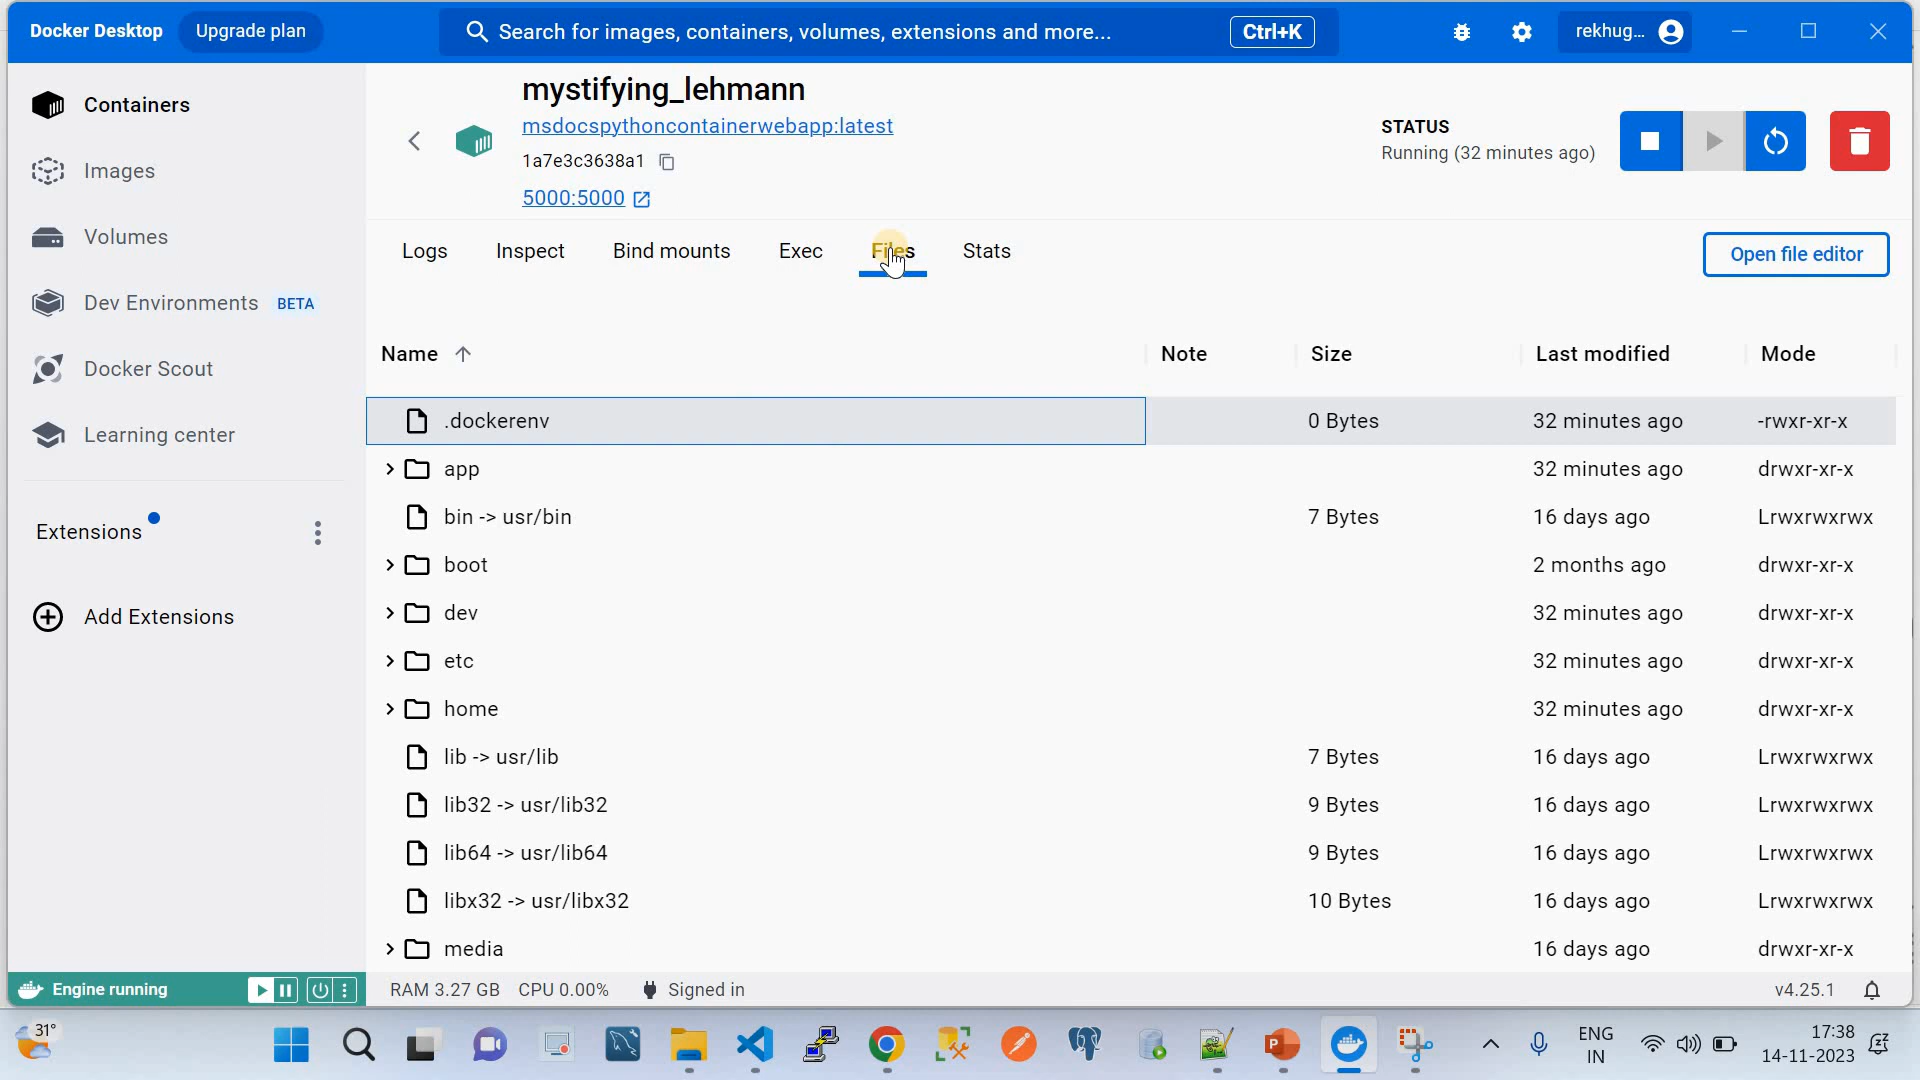 Docker Desktop Upgrade plan Search for images, containers, volumes, extensions and more... Ctrl+K rekhug...
Containers
Images
Volumes
Dev Environments BETA
Docker Scout
Learning center
Extensions
Add Extensions
mystifying_lehmann
msdocspythoncontainerwebapp:latest
1a7e3c3638a1
5000:5000
STATUS
Running (32 minutes ago)
Logs Inspect Bind mounts Exec Files Stats Open file editor
Name Note Size Last modified Mode
.dockerenv 0 Bytes 32 minutes ago -rwxr-xr-x
app 32 minutes ago drwxr-xr-x
bin -> usr/bin 7 Bytes 16 days ago Lrwxrwxrwx
boot 2 months ago drwxr-xr-x
dev 32 minutes ago drwxr-xr-x
etc 32 minutes ago drwxr-xr-x
home 32 minutes ago drwxr-xr-x
lib -> usr/lib 7 Bytes 16 days ago Lrwxrwxrwx
lib32 -> usr/lib32 9 Bytes 16 days ago Lrwxrwxrwx
lib64 -> usr/lib64 9 Bytes 16 days ago Lrwxrwxrwx
libx32 -> usr/libx32 10 Bytes 16 days ago Lrwxrwxrwx
media 16 days ago drwxr-xr-x
Engine running RAM 3.27 GB CPU 0.00% Signed in v4.25.1
31°
ENG
IN
17:38
14-11-2023